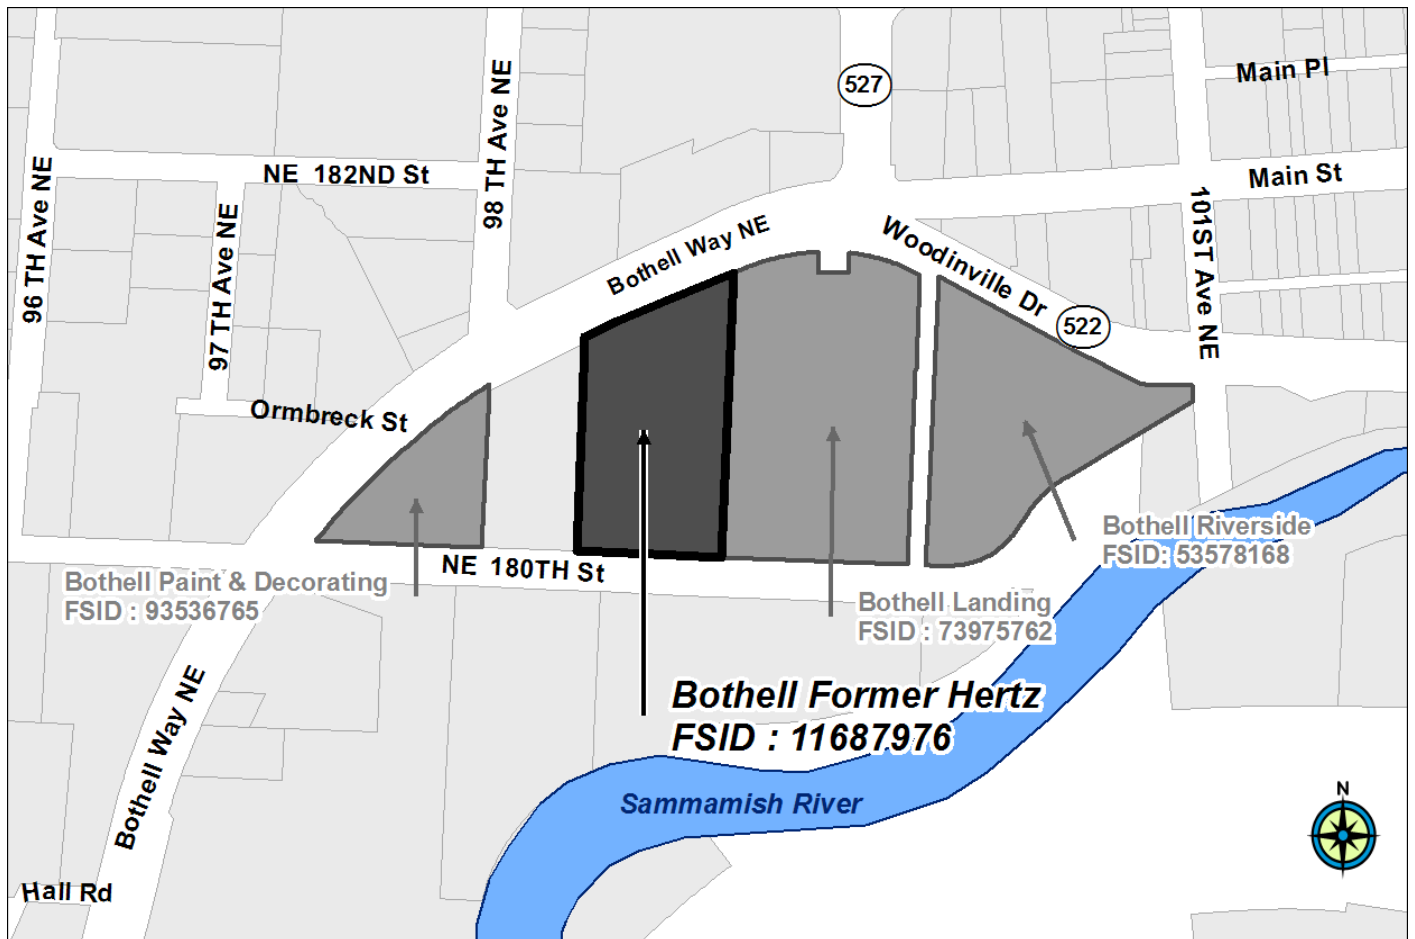 527
Main Pl
Main St
NE 182ND St
98 TH Ave NE
96 TH Ave NE
97 TH Ave NE
101ST Ave NE
Bothell Way NE
Woodinville Dr
522
Ormbreck St
NE 180TH St
Bothell Paint & Decorating
FSID : 93536765
Bothell Riverside
FSID: 53578168
Bothell Landing
FSID : 73975762
Bothell Former Hertz
FSID : 11687976
Bothell Way NE
Sammamish River
N
Hall Rd